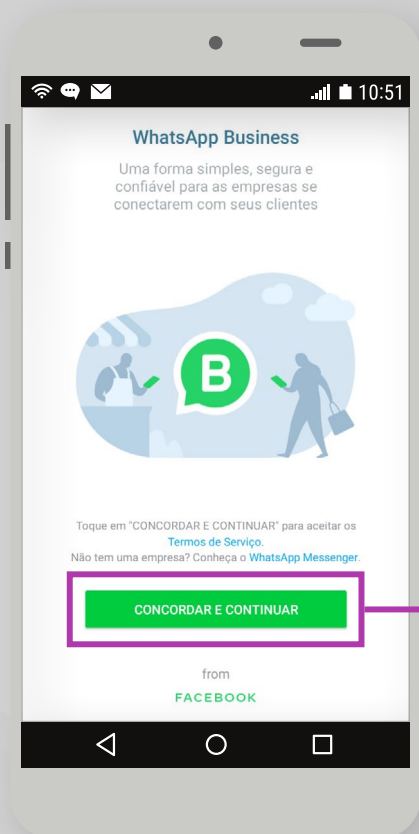 10:51
WhatsApp Business
Uma forma simples, segura e
confiável para as empresas se
conectarem com seus clientes
B
Toque em "CONCORDAR E CONTINUAR" para aceitar os
Termos de Serviço.
Não tem uma empresa? Conheça o WhatsApp Messenger.
CONCORDAR E CONTINUAR
from
FACEBOOK